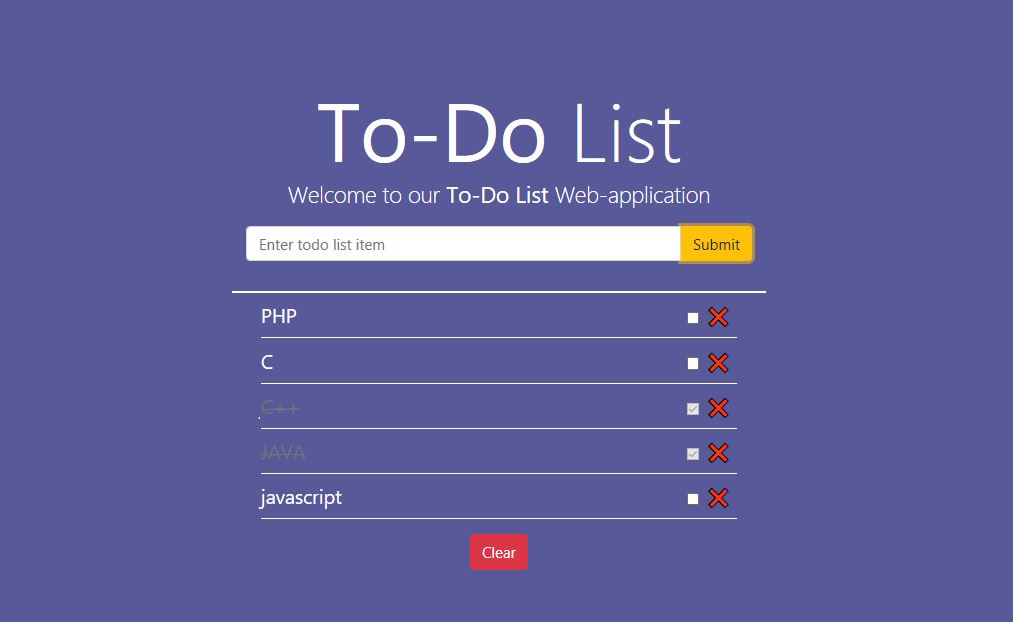 To-Do List
Welcome to our To-Do List Web-application
Enter todo list item
Submit
PHP
C
C++
JAVA
javascript
Clear